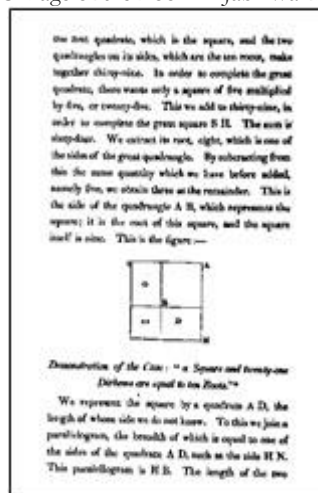 the first quadrate, which is the square, and the two
quadrangles on its sides, which are the ten roots, make
together thirty-nine. In order to complete the great
quadrate, there wants only a square of five multiplied
by five, or twenty-five. This we add to thirty-nine, in
order to complete the great square S H. The sum is
sixty-four. We extract its root, eight, which is one of
the sides of the great quadrangle. By subtracting from
this the same quantity which we have before added,
namely five, we obtain three as the remainder. This is
the side of the quadrangle A B, which represents the
square; it is the root of this square, and the square
itself is nine. This is the figure:—
G
B
D
H
Demonstration of the Case: " a Square and twenty-one
Dirhems are equal to ten Roots."*
We represent the square by a quadrate A D, the
length of whose side we do not know. To this we join a
parallelogram, the breadth of which is equal to one of
the sides of the quadrate A D, such as the side H N.
This parallelogram is H B. The length of the two